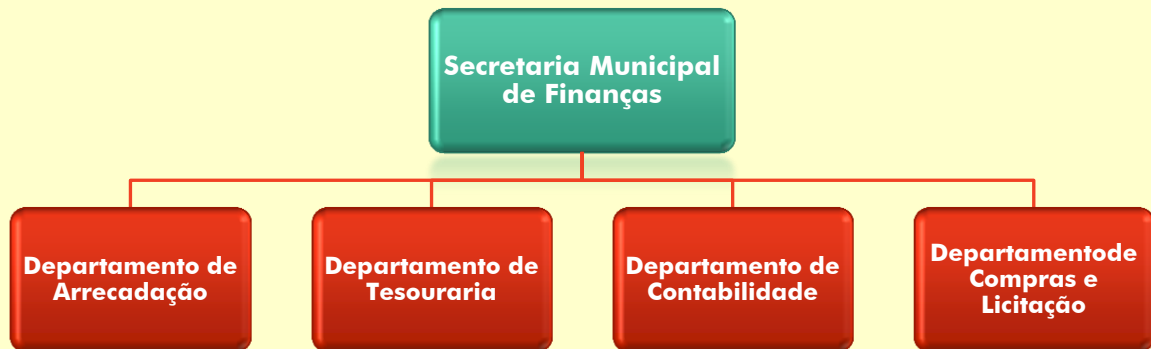 Secretaria Municipal
de Finanças
Departamento de
Arrecadação
Departamento de
Tesouraria
Departamento de
Contabilidade
Departamentode
Compras e
Licitação